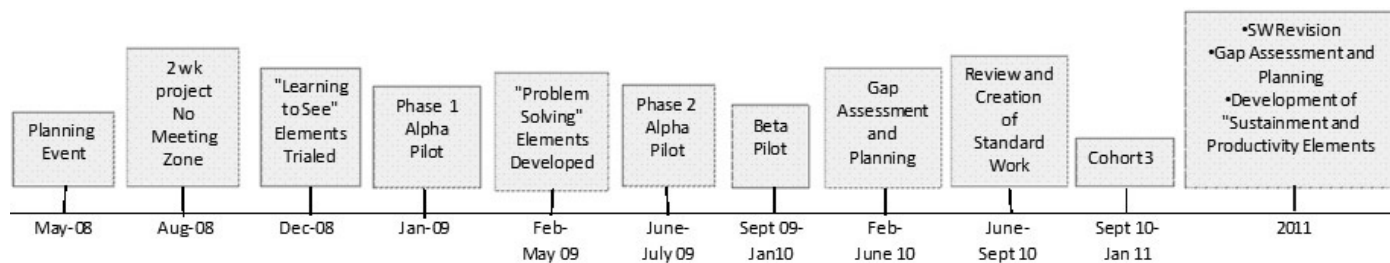 Planning
Event
2 wk
project
No
Meeting
Zone
"Learning
to See"
Elements
Trialed
Phase 1
Alpha
Pilot
"Problem
Solving"
Elements
Developed
Phase 2
Alpha
Pilot
Beta
Pilot
Gap
Assessment
and
Planning
Review and
Creation
of
Standard
Work
Cohort3
•SW Revision
•Gap Assessment and
Planning
•Development of
"Sustainment and
Productivity Elements
May-08
Aug-08
Dec-08
Jan-09
Feb-
May 09
June-
July 09
Sept 09-
Jan10
Feb-
June 10
June-
Sept 10
Sept 10-
Jan 11
2011